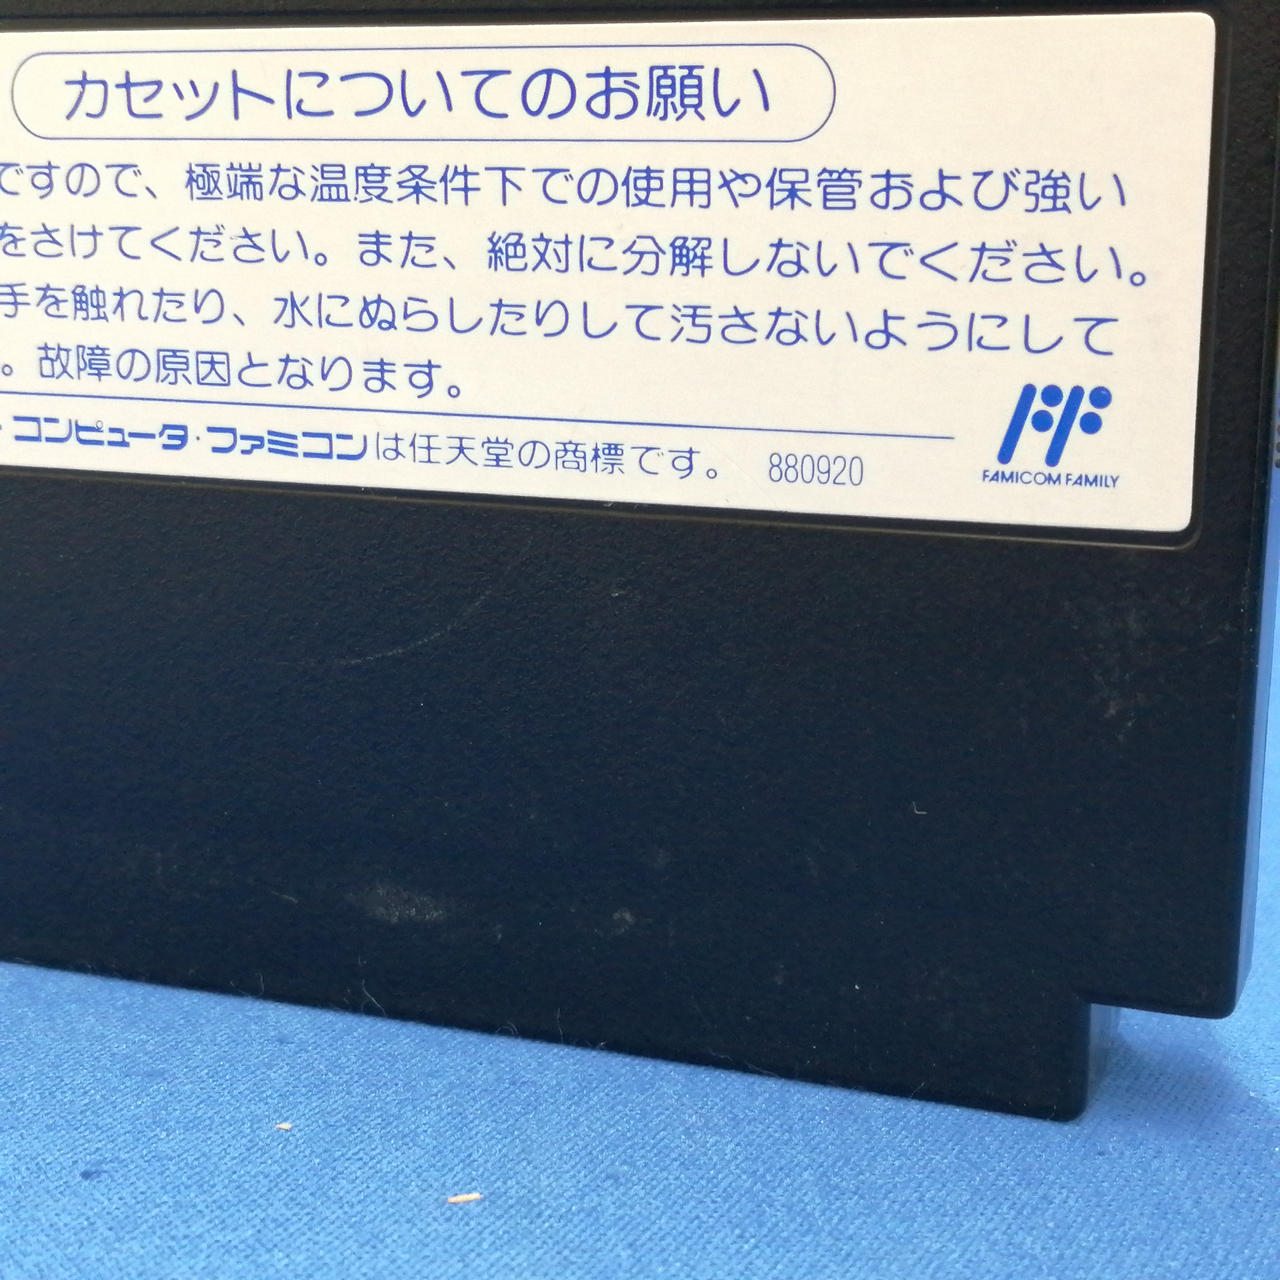 カセットについてのお願い
ですので、極端な温度条件下での使用や保管および強い
をさけてください。また、絶対に分解しないでください。
手を触れたり、水にぬらしたりして汚さないようにして
。故障の原因となります。
コンピュータ・ファミコンは任天堂の商標です。 880920
FAMICOM FAMILY